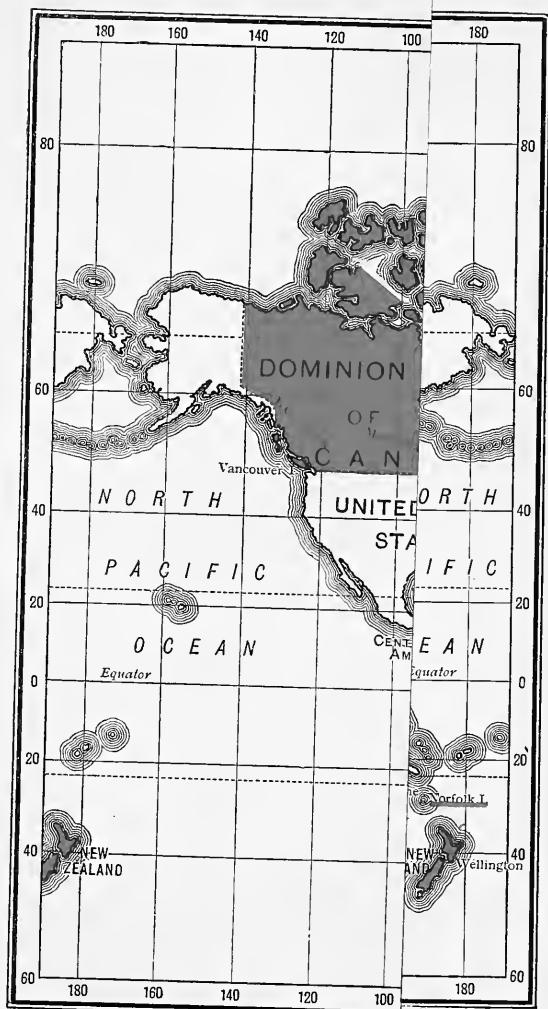 180 160 140 120 100 180
80 80
DOMINION
60 60
OF
CAN
Vancouver I.
NORTH ORTH
UNITED
40 40
STA
PACIFIC IFIC
20 20
OCEAN EAN
CENT
AM
Equator Equator
0 0
20 20
Norfolk I.
40 NEW NEW 40
ZEALAND AND Wellington
60 60
180 160 140 120 100 180